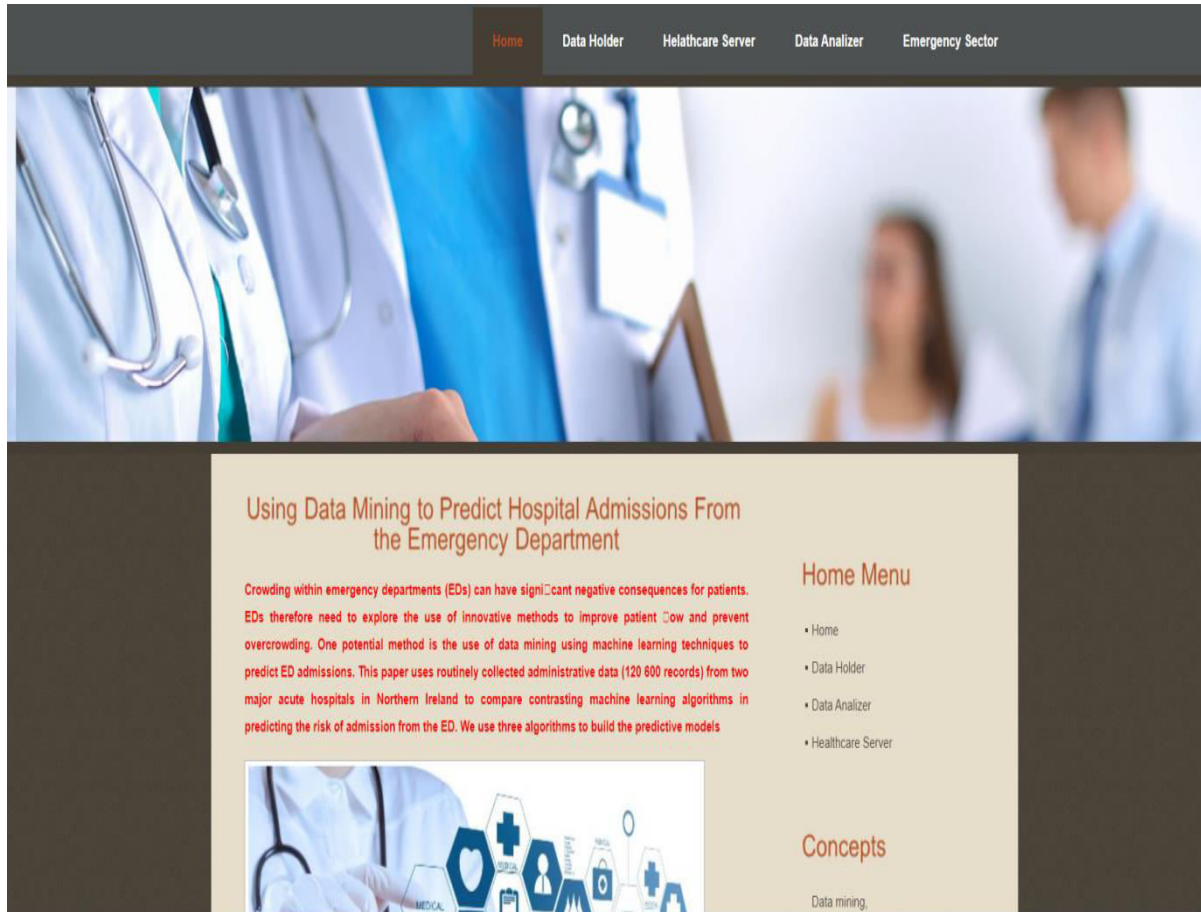 Home
Data Holder
Helathcare Server
Data Analizer
Emergency Sector
Using Data Mining to Predict Hospital Admissions From
the Emergency Department
Crowding within emergency departments (EDs) can have signi□cant negative consequences for patients.
EDs therefore need to explore the use of innovative methods to improve patient □ow and prevent
overcrowding. One potential method is the use of data mining using machine learning techniques to
predict ED admissions. This paper uses routinely collected administrative data (120 600 records) from two
major acute hospitals in Northern Ireland to compare contrasting machine learning algorithms in
predicting the risk of admission from the ED. We use three algorithms to build the predictive models
MEDICAL
MEDICAL
Home Menu
▪ Home
▪ Data Holder
▪ Data Analizer
▪ Healthcare Server
Concepts
Data mining,